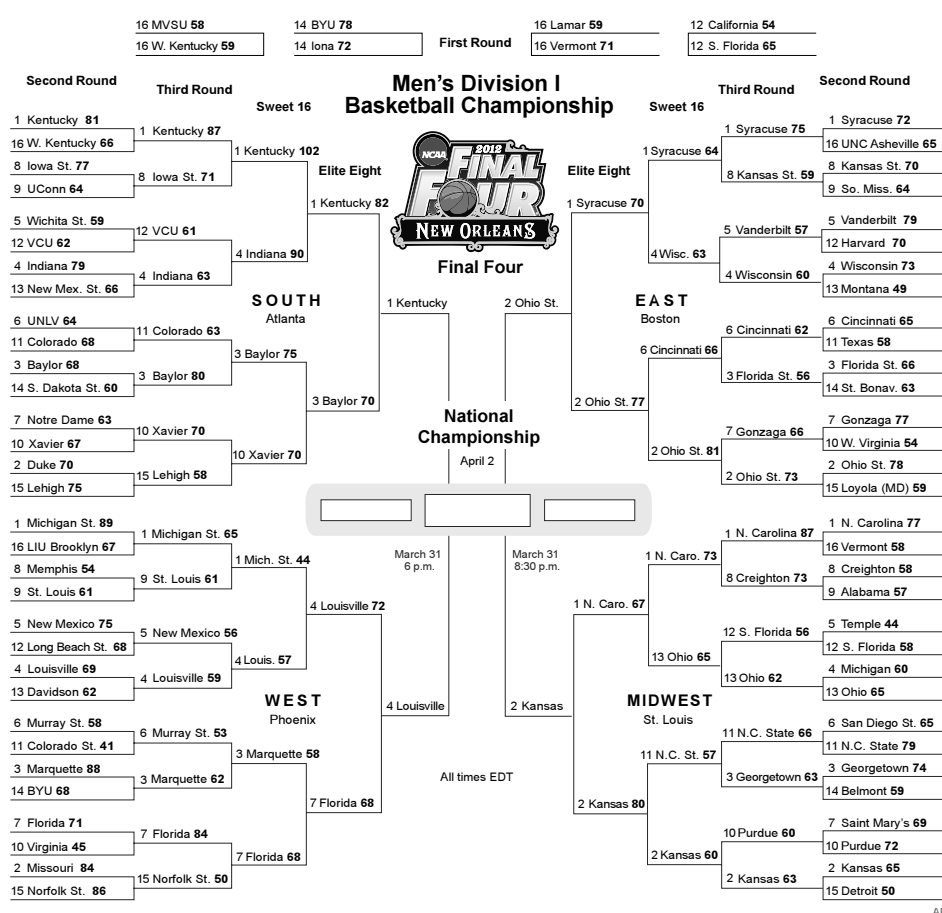 16 MVSU 58
16 W. Kentucky 59
14 BYU 78
14 Iona 72
First Round
16 Lamar 59
16 Vermont 71
12 California 54
12 S. Florida 65
Second Round
Third Round
Sweet 16
Elite Eight
Men's Division I
Basketball Championship
NCAA
2012
FINAL
FOUR
NEW ORLEANS
Final Four
Sweet 16
Elite Eight
Third Round
Second Round
1 Kentucky 81
16 W. Kentucky 66
8 Iowa St. 77
9 UConn 64
5 Wichita St. 59
12 VCU 62
4 Indiana 79
13 New Mex. St. 66
6 UNLV 64
11 Colorado 68
3 Baylor 68
14 S. Dakota St. 60
7 Notre Dame 63
10 Xavier 67
2 Duke 70
15 Lehigh 75
1 Kentucky 87
8 Iowa St. 71
12 VCU 61
4 Indiana 63
11 Colorado 63
3 Baylor 80
10 Xavier 70
15 Lehigh 58
1 Kentucky 102
4 Indiana 90
3 Baylor 75
10 Xavier 70
1 Kentucky 82
3 Baylor 70
SOUTH
Atlanta
1 Kentucky
2 Ohio St.
EAST
Boston
1 Syracuse 70
2 Ohio St. 77
1 Syracuse 64
4 Wisc. 63
6 Cincinnati 66
2 Ohio St. 81
1 Syracuse 75
8 Kansas St. 59
5 Vanderbilt 57
4 Wisconsin 60
6 Cincinnati 62
3 Florida St. 56
7 Gonzaga 66
2 Ohio St. 73
1 Syracuse 72
16 UNC Asheville 65
8 Kansas St. 70
9 So. Miss. 64
5 Vanderbilt 79
12 Harvard 70
4 Wisconsin 73
13 Montana 49
6 Cincinnati 65
11 Texas 58
3 Florida St. 66
14 St. Bonav. 63
7 Gonzaga 77
10 W. Virginia 54
2 Ohio St. 78
15 Loyola (MD) 59
National
Championship
April 2
March 31
6 p.m.
March 31
8:30 p.m.
1 Michigan St. 89
16 LIU Brooklyn 67
8 Memphis 54
9 St. Louis 61
5 New Mexico 75
12 Long Beach St. 68
4 Louisville 69
13 Davidson 62
6 Murray St. 58
11 Colorado St. 41
3 Marquette 88
14 BYU 68
7 Florida 71
10 Virginia 45
2 Missouri 84
15 Norfolk St. 86
1 Michigan St. 65
9 St. Louis 61
5 New Mexico 56
4 Louisville 59
6 Murray St. 53
3 Marquette 62
7 Florida 84
15 Norfolk St. 50
1 Mich. St. 44
4 Louis. 57
3 Marquette 58
7 Florida 68
4 Louisville 72
7 Florida 68
WEST
Phoenix
4 Louisville
2 Kansas
All times EDT
MIDWEST
St. Louis
1 N. Caro. 67
2 Kansas 80
1 N. Caro. 73
13 Ohio 65
11 N.C. St. 57
2 Kansas 60
1 N. Carolina 87
8 Creighton 73
12 S. Florida 56
13 Ohio 62
11 N.C. State 66
3 Georgetown 63
10 Purdue 60
2 Kansas 63
1 N. Carolina 77
16 Vermont 58
8 Creighton 58
9 Alabama 57
5 Temple 44
12 S. Florida 58
4 Michigan 60
13 Ohio 65
6 San Diego St. 65
11 N.C. State 79
3 Georgetown 74
14 Belmont 59
7 Saint Mary's 69
10 Purdue 72
2 Kansas 65
15 Detroit 50